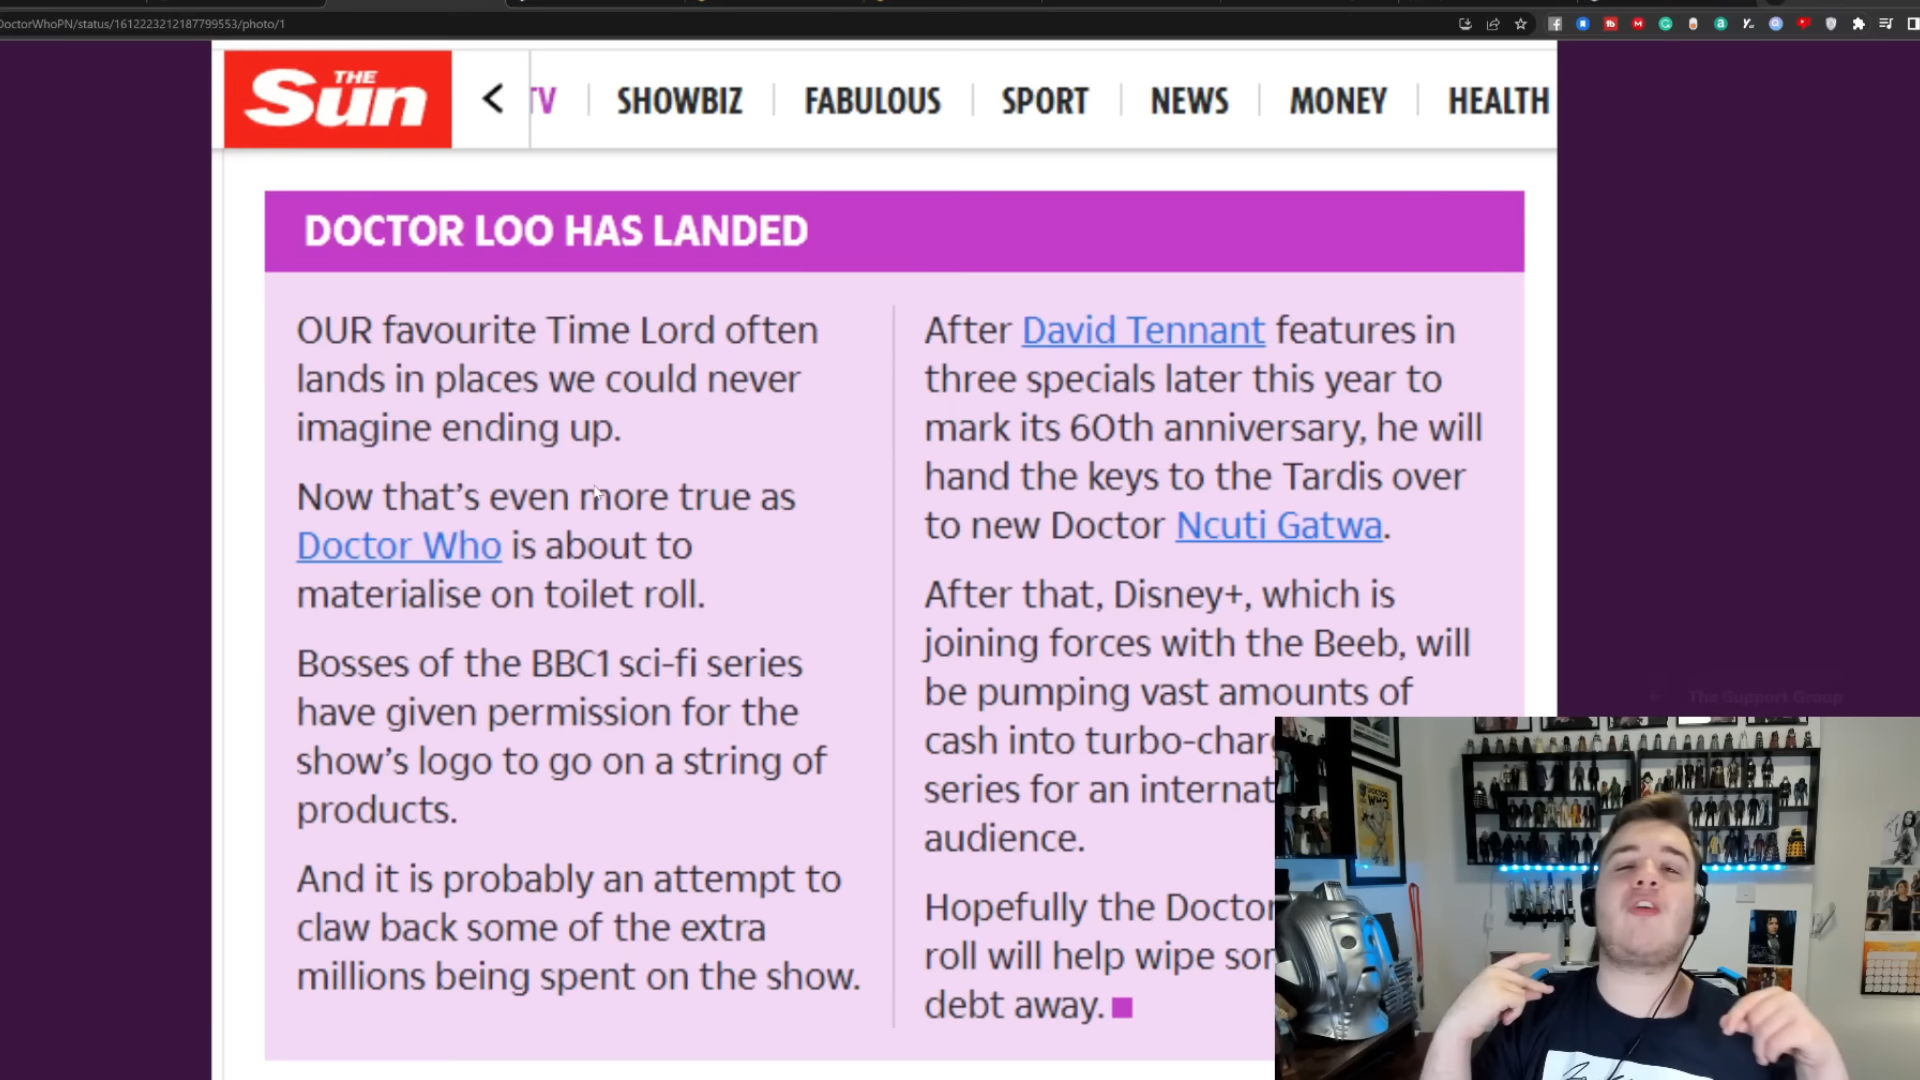 DoctorWhoPN/status/1612223212187799553/photo/1
THE
Sun
TV
SHOWBIZ
FABULOUS
SPORT
NEWS
MONEY
HEALTH
DOCTOR LOO HAS LANDED
OUR favourite Time Lord often
lands in places we could never
imagine ending up.
Now that's even more true as
Doctor Who is about to
materialise on toilet roll.
Bosses of the BBC1 sci-fi series
have given permission for the
show's logo to go on a string of
products.
And it is probably an attempt to
claw back some of the extra
millions being spent on the show.
After David Tennant features in
three specials later this year to
mark its 60th anniversary, he will
hand the keys to the Tardis over
to new Doctor Ncuti Gatwa.
After that, Disney+, which is
joining forces with the Beeb, will
be pumping vast amounts of
cash into turbo-char
series for an internat
audience.
Hopefully the Doctor
roll will help wipe som
debt away.
The Support Group
DOCTOR
WHO